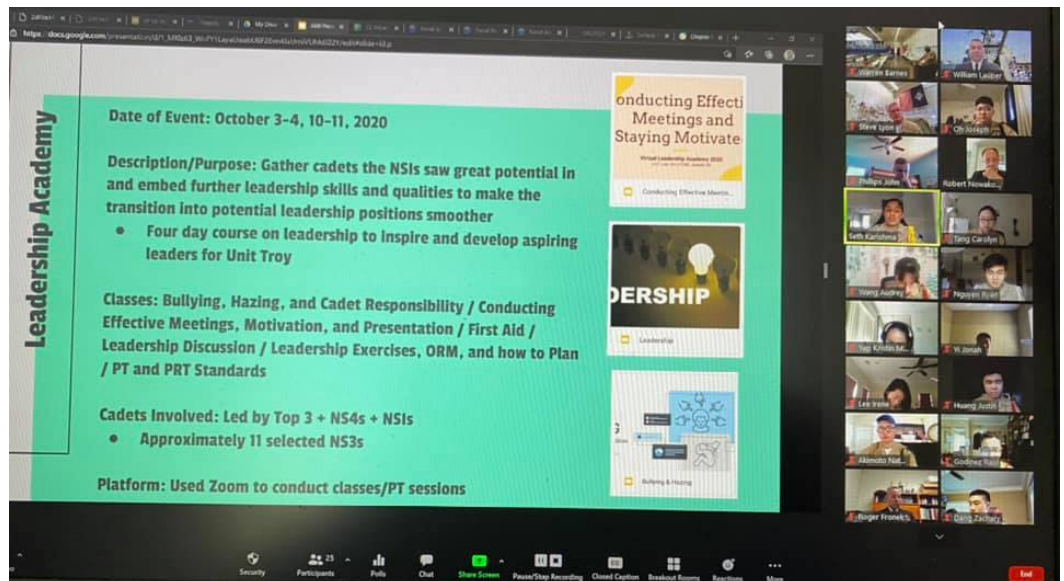 https://docs.google.com/presentation/d/
Leadership Academy
Date of Event: October 3-4, 10-11, 2020
Description/Purpose: Gather cadets the NSIs saw great potential in
and embed further leadership skills and qualities to make the
transition into potential leadership positions smoother
• Four day course on leadership to inspire and develop aspiring
leaders for Unit Troy
Classes: Bullying, Hazing, and Cadet Responsibility / Conducting
Effective Meetings, Motivation, and Presentation / First Aid /
Leadership Discussion / Leadership Exercises, ORM, and how to Plan
/ PT and PRT Standards
Cadets Involved: Led by Top 3 + NS4s + NSIs
• Approximately 11 selected NS3s
Platform: Used Zoom to conduct classes/PT sessions
onducting Effecti
Meetings and
Staying Motivate
Virtual Leadership Academy 2020
Conducting Effective Meetin...
DERSHIP
Leadership
Bullying & Hazing
Warren Barnes
William Lauper
Steve Lyon
Oh Joseph
Phillips John
Robert Nowako...
Seth Karishma
Tang Carolyn
Wang Audrey
Nguyen Ryan
Yap Kristin M...
Yi Jonah
Lee Irene
Huang Justin
Akimoto Nat...
Godinez
Roger Fronek
Dang Zachary
Security
Participants
25
Polls
Chat
Share Screen
Pause/Stop Recording
Closed Caption
Breakout Rooms
Reactions
More
End